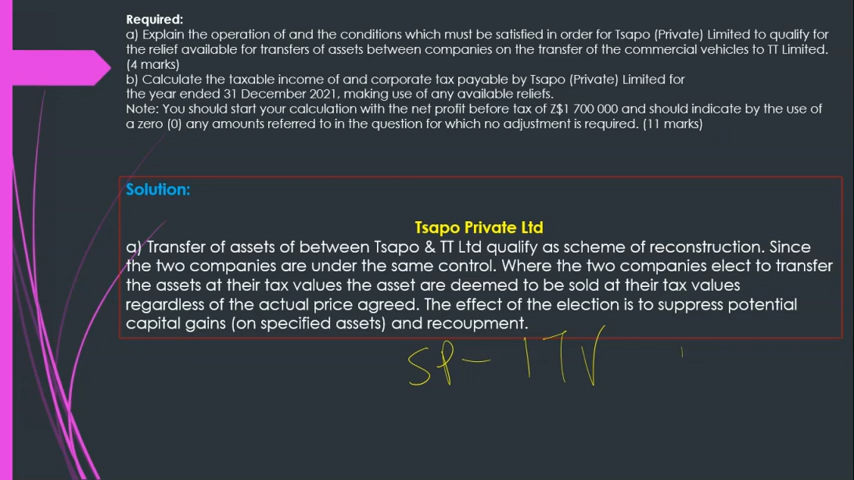 Required:
a) Explain the operation of and the conditions which must be satisfied in order for Tsapo (Private) Limited to qualify for
the relief available for transfers of assets between companies on the transfer of the commercial vehicles to TT Limited.
(4 marks)
b) Calculate the taxable income of and corporate tax payable by Tsapo (Private) Limited for
the year ended 31 December 2021, making use of any available reliefs.
Note: You should start your calculation with the net profit before tax of Z$1 700 000 and should indicate by the use of
a zero (0) any amounts referred to in the question for which no adjustment is required. (11 marks)
Solution:
Tsapo Private Ltd
a) Transfer of assets of between Tsapo & TT Ltd qualify as scheme of reconstruction. Since
the two companies are under the same control. Where the two companies elect to transfer
the assets at their tax values the asset are deemed to be sold at their tax values
regardless of the actual price agreed. The effect of the election is to suppress potential
capital gains (on specified assets) and recoupment.
SP - ITV